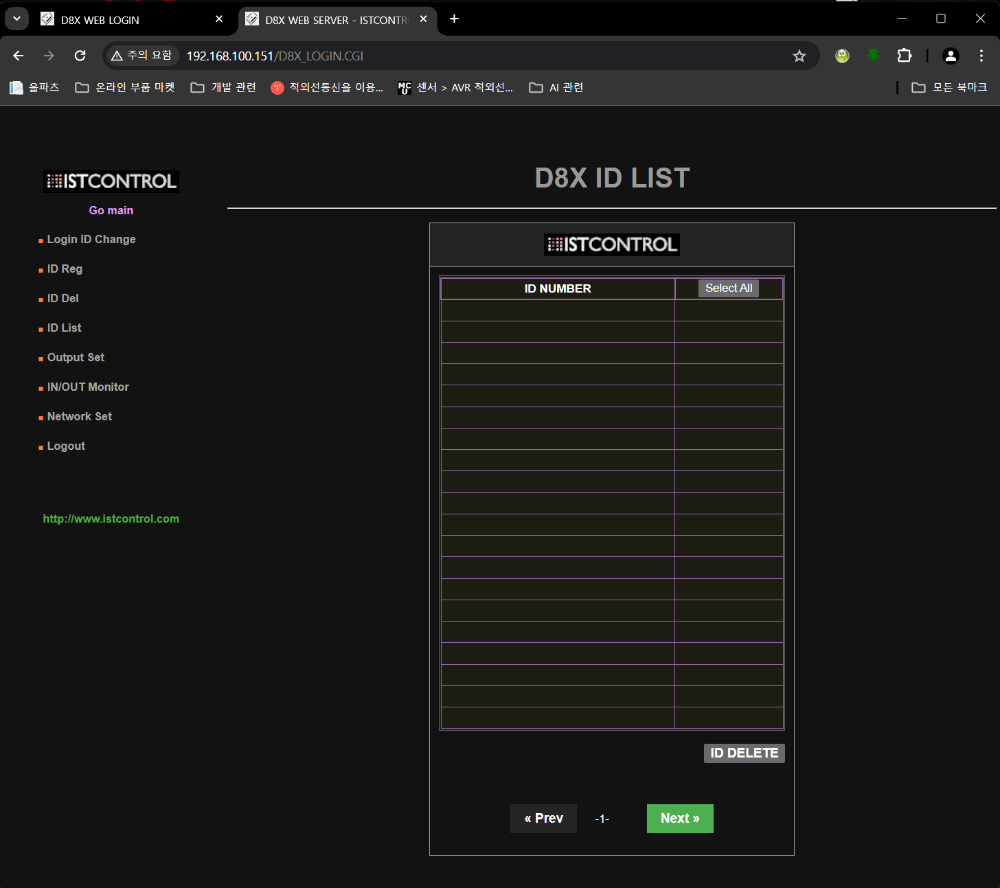 D8X WEB LOGIN
D8X WEB SERVER - ISTCONTR
주의 요함
192.168.100.151/D8X_LOGIN.CGI
올파츠
온라인 부품 마켓
개발 관련
적외선통신을 이용...
MC
U
센서 > AVR 적외선...
AI 관련
모든 북마크
ISTCONTROL
Go main
Login ID Change
ID Reg
ID Del
ID List
Output Set
IN/OUT Monitor
Network Set
Logout
http://www.istcontrol.com
D8X ID LIST
ISTCONTROL
ID NUMBER
Select All
ID DELETE
« Prev
-1-
Next »